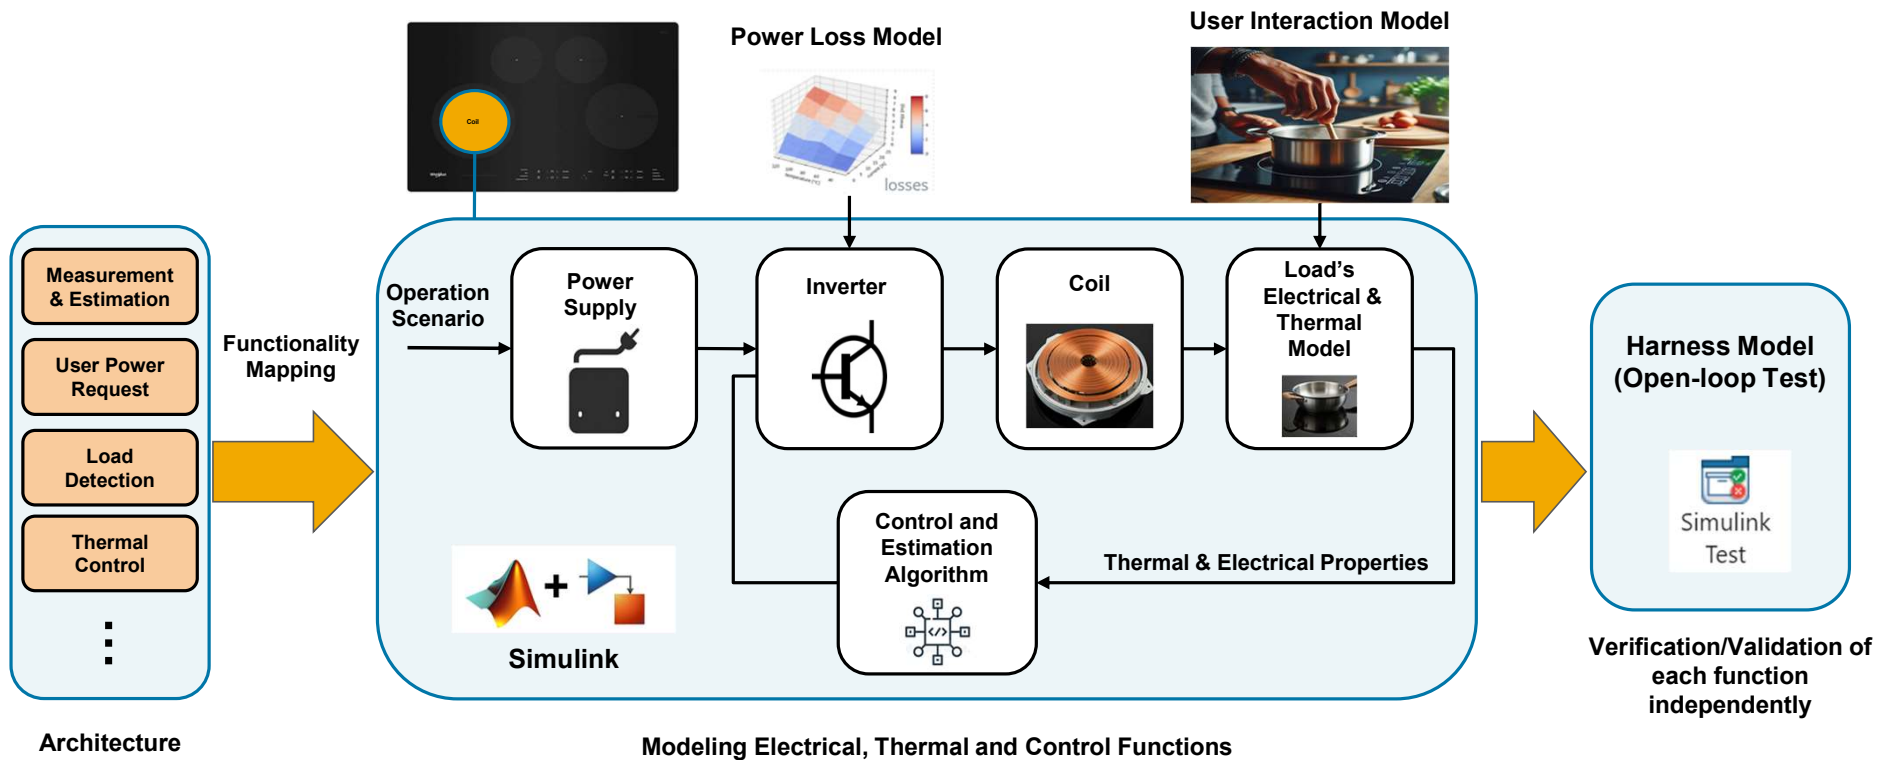 User Interaction Model
Power Loss Model
Coil
losses
temperature (°C)
Whirlpool
Measurement
& Estimation
User Power
Request
Load
Detection
Thermal
Control
Architecture
Functionality
Mapping
Operation
Scenario
Power
Supply
Inverter
Coil
Load's
Electrical &
Thermal
Model
Control and
Estimation
Algorithm
</>
Thermal & Electrical Properties
+
Simulink
Modeling Electrical, Thermal and Control Functions
Harness Model
(Open-loop Test)
Simulink
Test
Verification/Validation of
each function
independently